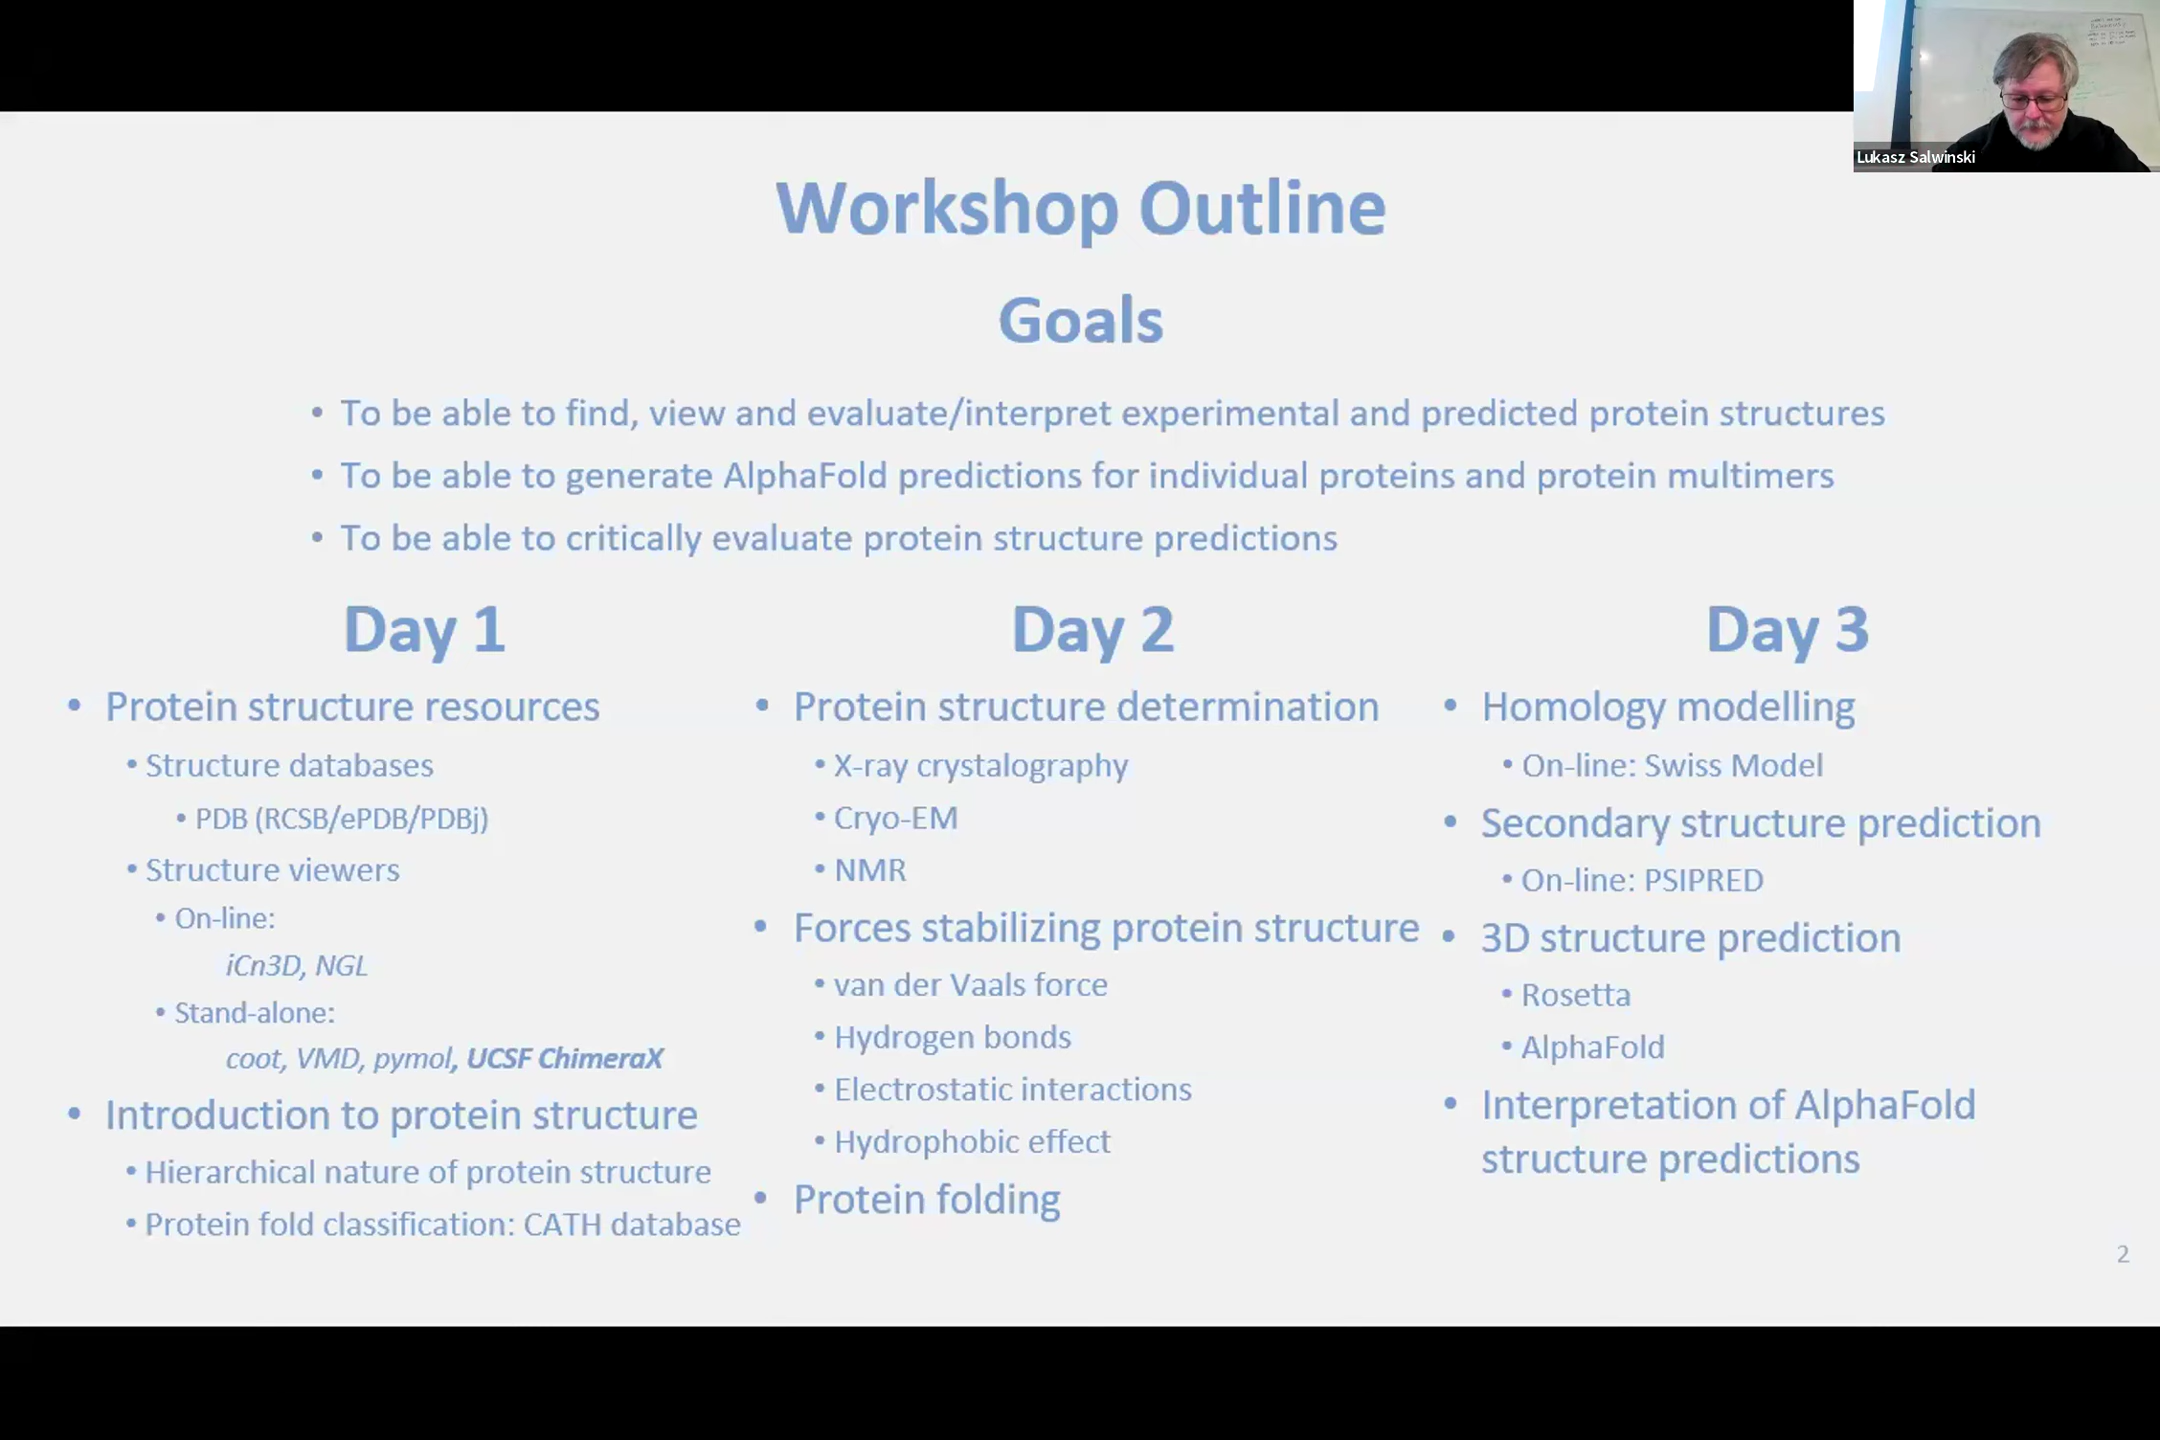 Lukasz Salwinski
Workshop Outline
Goals
• To be able to find, view and evaluate/interpret experimental and predicted protein structures
• To be able to generate AlphaFold predictions for individual proteins and protein multimers
• To be able to critically evaluate protein structure predictions
Day 1
• Protein structure resources
• Structure databases
• PDB (RCSB/ePDB/PDBj)
• Structure viewers
• On-line:
iCn3D, NGL
• Stand-alone:
coot, VMD, pymol, UCSF ChimeraX
• Introduction to protein structure
• Hierarchical nature of protein structure
• Protein fold classification: CATH database
Day 2
• Protein structure determination
• X-ray crystalography
• Cryo-EM
• NMR
• Forces stabilizing protein structure
• van der Vaals force
• Hydrogen bonds
• Electrostatic interactions
• Hydrophobic effect
• Protein folding
Day 3
• Homology modelling
• On-line: Swiss Model
• Secondary structure prediction
• On-line: PSIPRED
• 3D structure prediction
• Rosetta
• AlphaFold
• Interpretation of AlphaFold
structure predictions
2